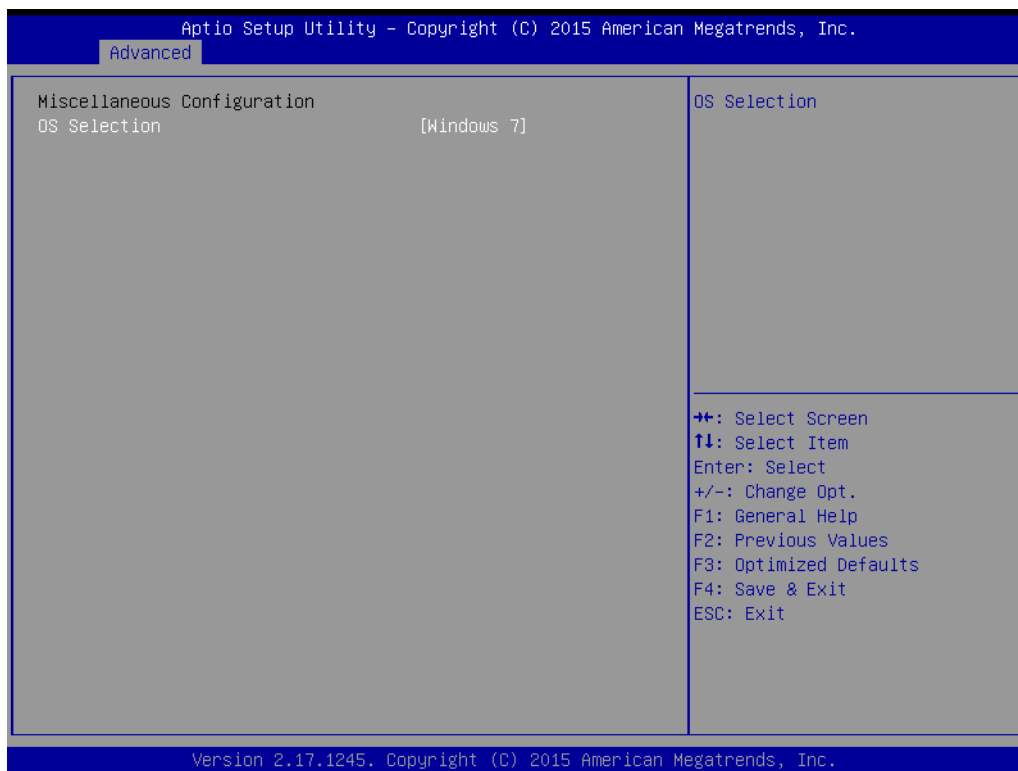 Aptio Setup Utility – Copyright (C) 2015 American Megatrends, Inc.
Advanced
Miscellaneous Configuration
OS Selection [Windows 7]
OS Selection
→←: Select Screen
↑↓: Select Item
Enter: Select
+/-: Change Opt.
F1: General Help
F2: Previous Values
F3: Optimized Defaults
F4: Save & Exit
ESC: Exit
Version 2.17.1245. Copyright (C) 2015 American Megatrends, Inc.